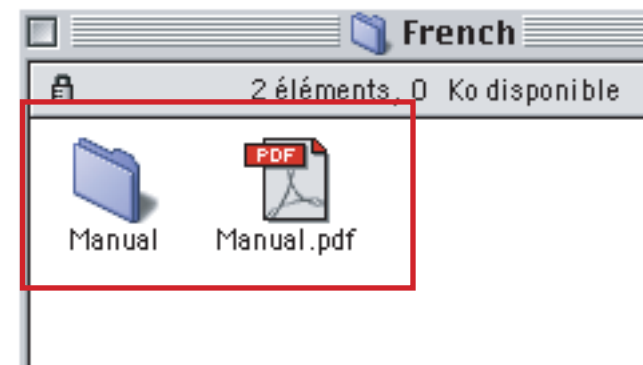 French
2 éléments, 0 Ko disponible
PDF
Manual
Manual.pdf